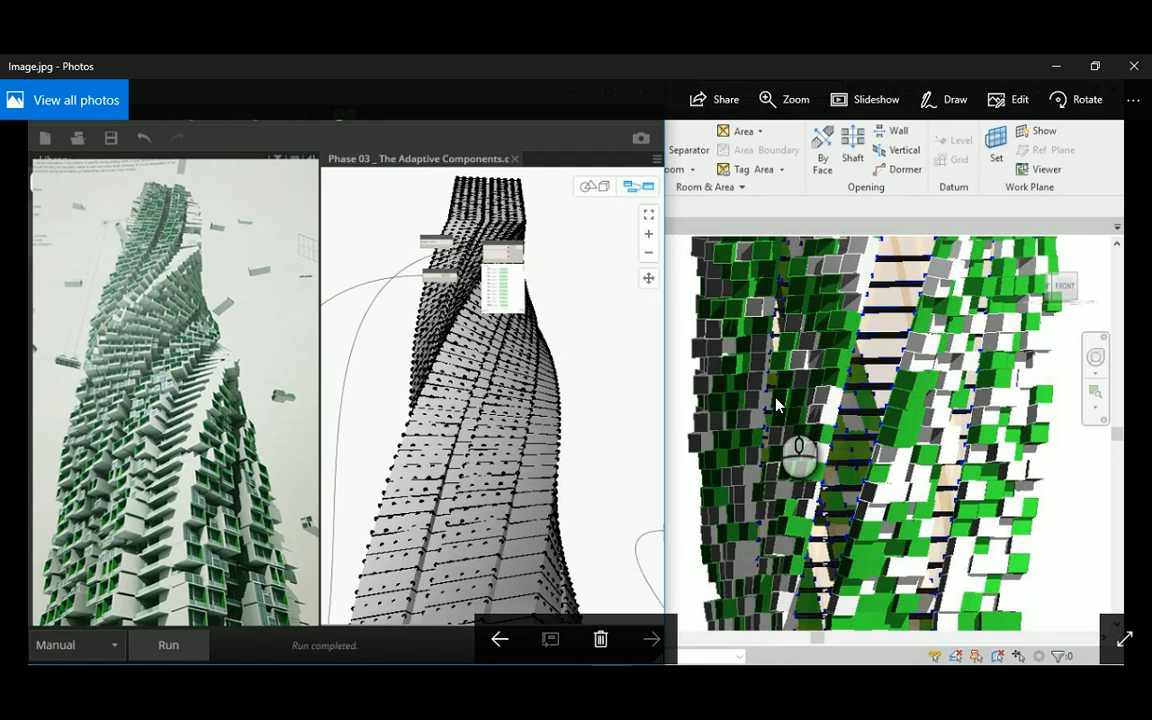 Image.jpg - Photos
View all photos
Share
Zoom
Slideshow
Draw
Edit
Rotate
Phase 03 _ The Adaptive Components.c
Separator
Area
Area Boundary
Tag Area
Room & Area
By Face
Shaft
Wall
Vertical
Dormer
Opening
Level
Grid
Datum
Set
Show
Ref Plane
Viewer
Work Plane
FRONT
Manual
Run
Run completed.
:0